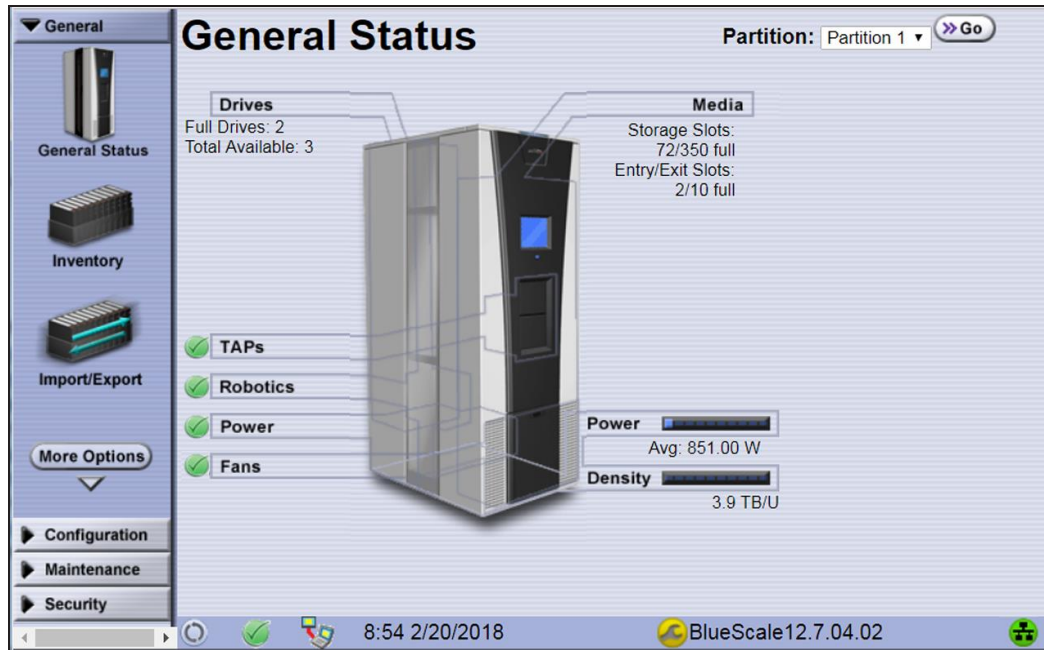 General
General Status
Inventory
Import/Export
More Options
Configuration
Maintenance
Security
General Status
Partition: Partition 1 Go
Drives
Full Drives: 2
Total Available: 3
Media
Storage Slots:
72/350 full
Entry/Exit Slots:
2/10 full
TAPs
Robotics
Power
Fans
Power
Avg: 851.00 W
Density
3.9 TB/U
8:54 2/20/2018
BlueScale12.7.04.02